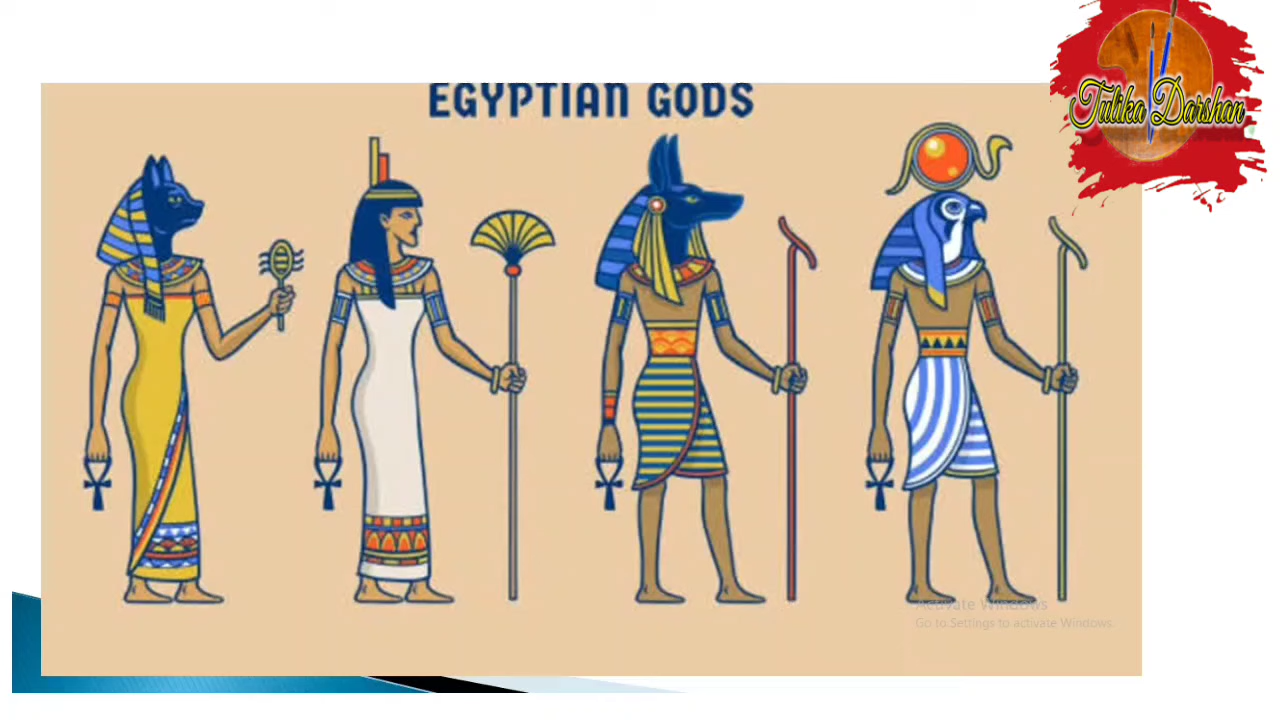 EGYPTIAN GODS
Tulika Darshan
Activate Windows
Go to Settings to activate Windows.